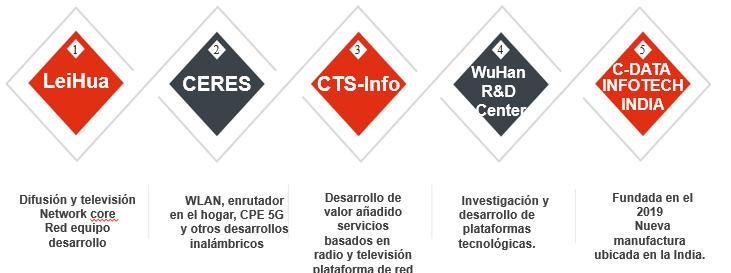 1
LeiHua
Difusión y televisión
Network core
Red equipo
desarrollo
2
CERES
WLAN, enrutador
en el hogar, CPE 5G
y otros desarrollos
inalámbricos
3
CTS-Info
Desarrollo de
valor añadido
servicios
basados en
radio y televisión
plataforma de red
4
WuHan
R&D
Center
Investigación y
desarrollo de
plataformas
tecnológicas.
5
C-DATA
INFOTECH
INDIA
Fundada en el
2019
Nueva
manufactura
ubicada en la India.